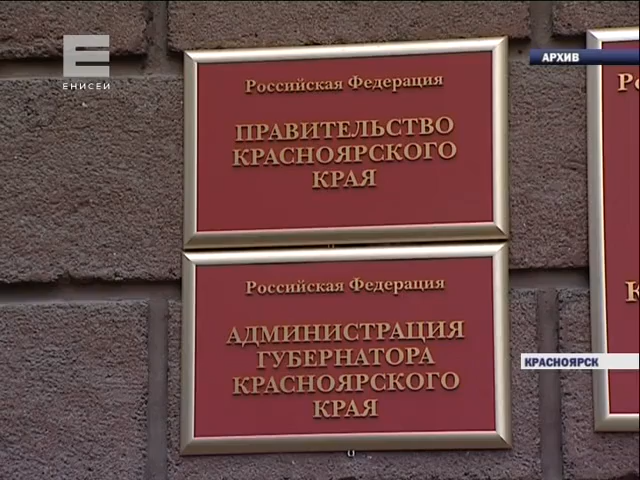 ЕНИСЕЙ
АРХИВ
Российская Федерация
ПРАВИТЕЛЬСТВО
КРАСНОЯРСКОГО
КРАЯ
Российская Федерация
АДМИНИСТРАЦИЯ
ГУБЕРНАТОРА
КРАСНОЯРСКОГО
КРАЯ
КРАСНОЯРСК